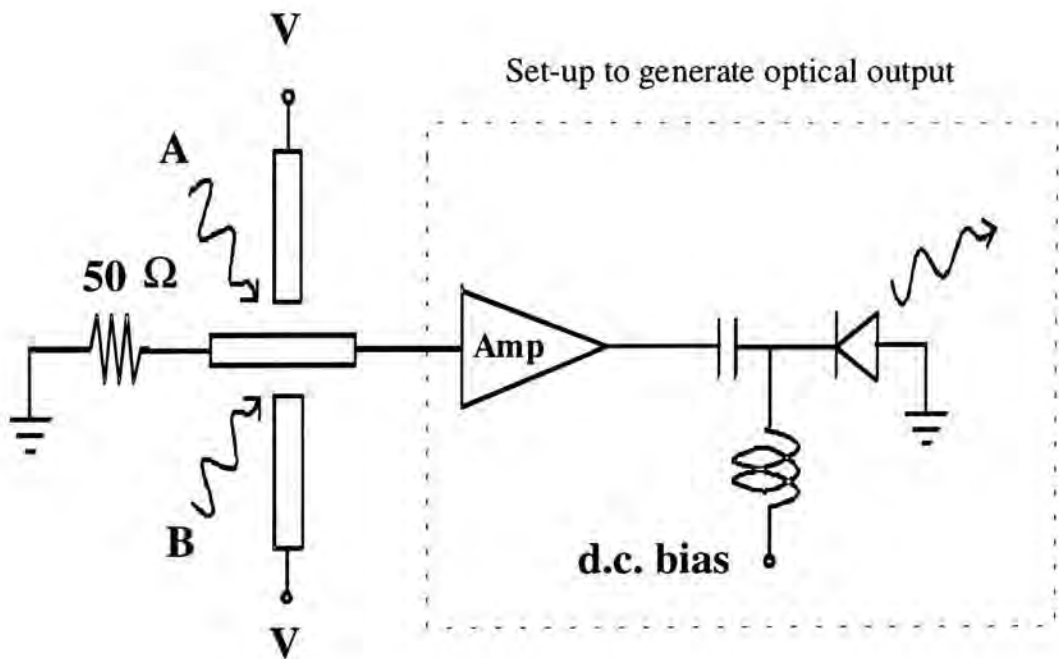 V
Set-up to generate optical output
A
50 Ω
Amp
B
d.c. bias
V